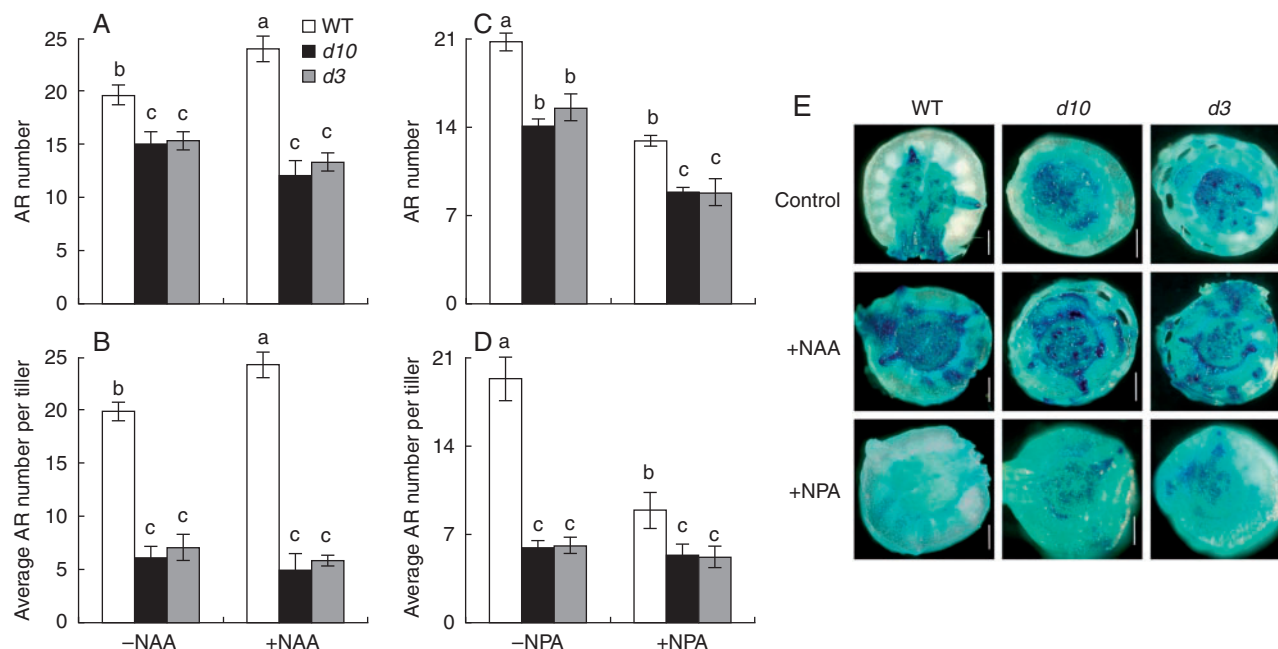 A
AR number
25
20
15
10
5
0
b
c
c
a
c
c
WT
d10
d3
C
AR number
21
14
7
0
a
b
b
b
c
c
B
Average AR number per tiller
25
20
15
10
5
0
b
c
c
a
c
c
–NAA
+NAA
D
Average AR number per tiller
21
14
7
0
a
c
c
b
c
c
–NPA
+NPA
E
WT
d10
d3
Control
+NAA
+NPA